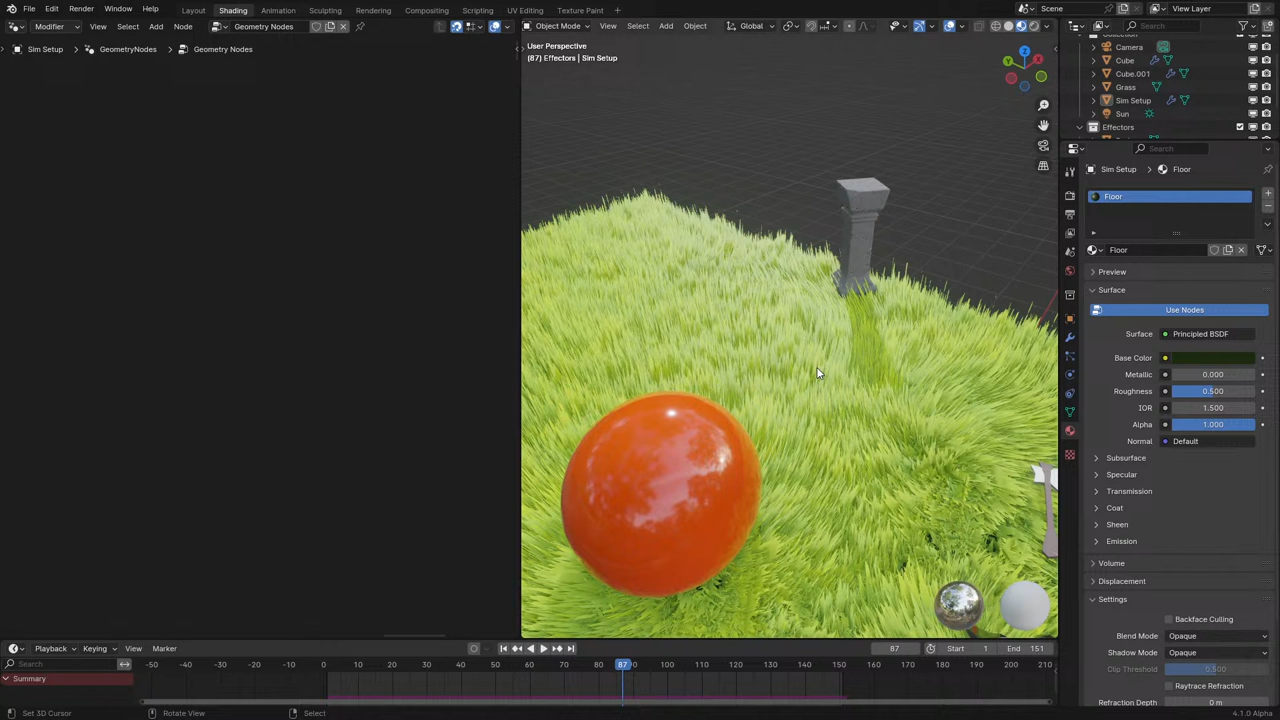 File Edit Render Window Help Layout Shading Animation Sculpting Rigging Compositing Scripting UV Editing Texture Paint + Scene View Layer
Modifier View Select Add Node Geometry Nodes Object Mode View Select Add Object Global
Sim Setup GeometryNodes Geometry Nodes
User Perspective
(87) Effectors | Sim Setup
Z
Y
X
Search
Camera
Cube
Cube.001
Grass
Sim Setup
Sun
Effectors
Search
Sim Setup Floor
Floor
Floor
Preview
Surface
Use Nodes
Surface Principled BSDF
Base Color
Metallic 0.000
Roughness 0.500
IOR 1.500
Alpha 1.000
Normal Default
Subsurface
Specular
Transmission
Coat
Sheen
Emission
Volume
Displacement
Settings
Backface Culling
Blend Mode Opaque
Shadow Mode Opaque
Clip Threshold 0.500
Raytrace Refraction
Refraction Depth 0 m
Playback Keying View Marker 87 Start 1 End 151
Search -50 -40 -30 -20 -10 0 10 20 30 40 50 60 70 80 87 90 100 110 120 130 140 150 160 170 180 190 200 210
Summary
Set 3D Cursor Rotate View Select 4.1.0 Alpha